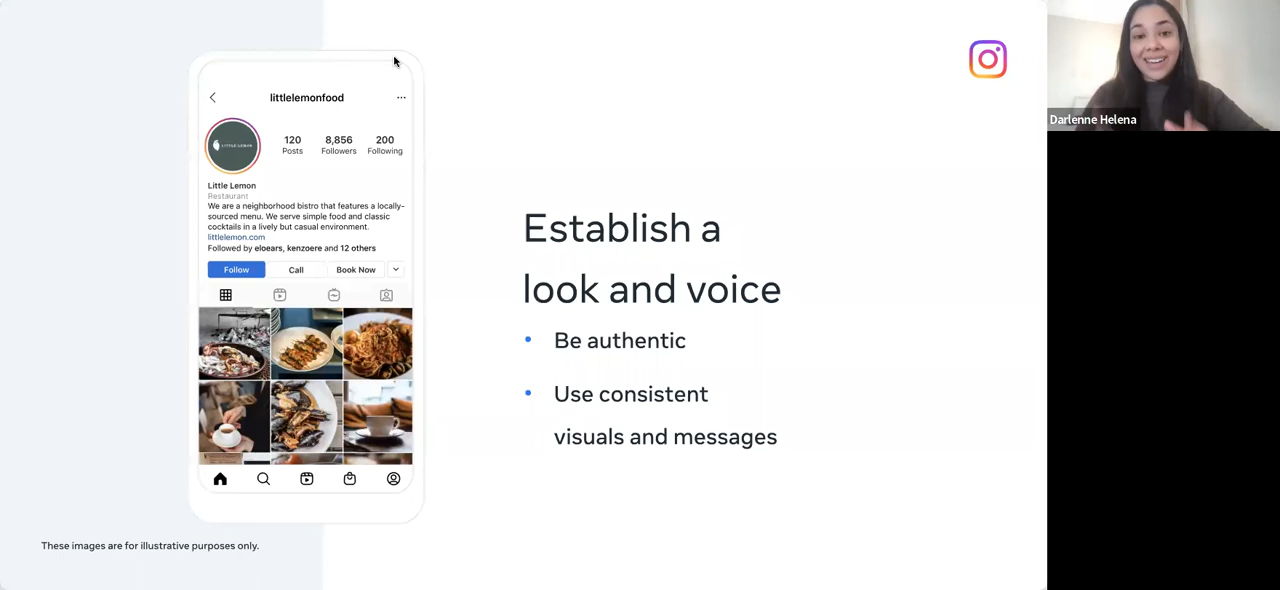 littlelemonfood
120
8,856
200
Posts
Followers
Following
LITTLE LEMON
Little Lemon
Restaurant
We are a neighborhood bistro that features a locally-
sourced menu. We serve simple food and classic
cocktails in a lively but casual environment.
littlelemon.com
Followed by eloears, kenzoere and 12 others
Follow
Call
Book Now
These images are for illustrative purposes only.
Establish a
look and voice
• Be authentic
• Use consistent
visuals and messages
Darlenne Helena